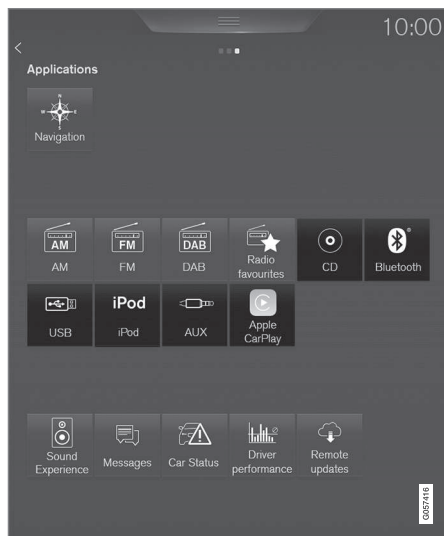 10:00
Applications
N
W
S
Navigation
AM
FM
DAB
AM
FM
DAB
Radio
favourites
CD
Bluetooth
iPod
USB
iPod
AUX
Apple
CarPlay
Sound
Experience
Messages
Car Status
Driver
performance
Remote
updates
G057416